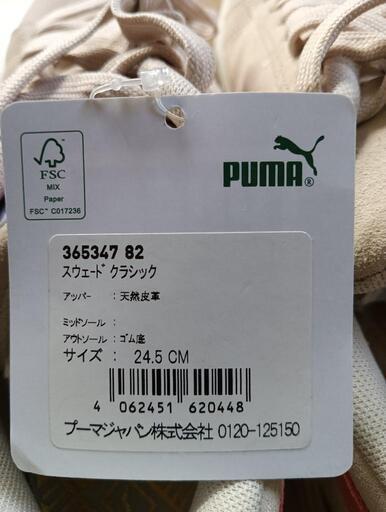 FSC
MIX
Paper
FSC™ C017236
PUMA®
365347 82
スウェード クラシック
アッパー : 天然皮革
ミッドソール :
アウトソール : ゴム底
サイズ : 24.5 CM
4 062451 620448
プーマジャパン株式会社 0120-125150